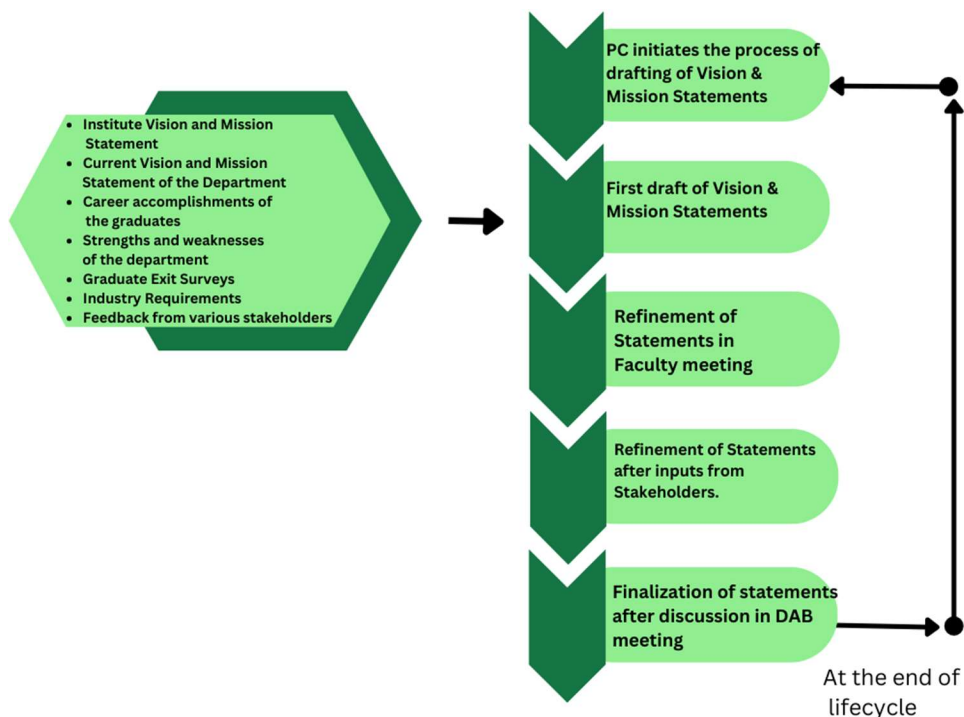 • Institute Vision and Mission
Statement
• Current Vision and Mission
Statement of the Department
• Career accomplishments of
the graduates
• Strengths and weaknesses
of the department
• Graduate Exit Surveys
• Industry Requirements
• Feedback from various stakeholders
PC initiates the process of
drafting of Vision &
Mission Statements
First draft of Vision &
Mission Statements
Refinement of
Statements in
Faculty meeting
Refinement of Statements
after inputs from
Stakeholders.
Finalization of statements
after discussion in DAB
meeting
At the end of
lifecycle